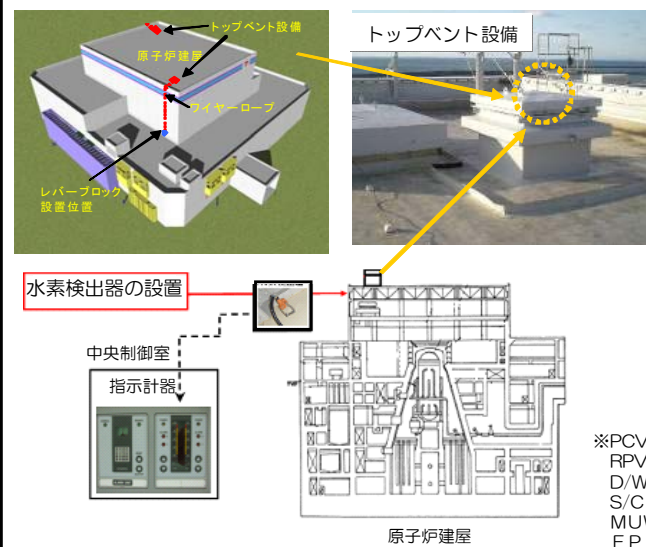 トップベント設備
原子炉建屋
ワイヤーロープ
レバーブロック
設置位置
トップベント設備
水素検出器の設置
中央制御室
指示計器
原子炉建屋
※PCV
RPV
D/W
S/C
MUW
F P